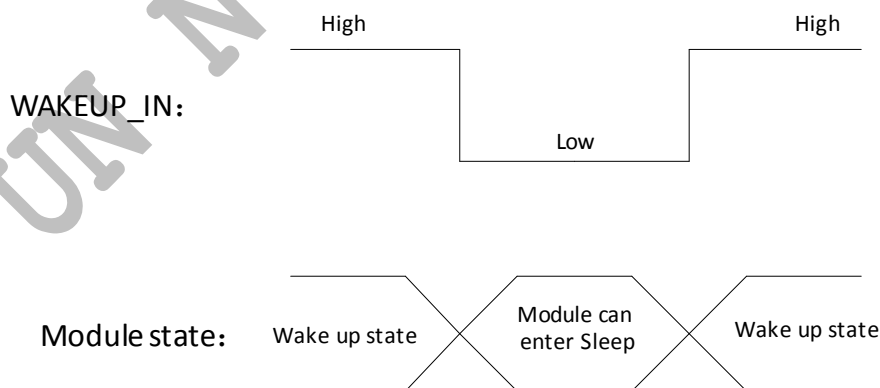 High High
WAKEUP_IN：
Low
Module state： Wake up state Module can enter Sleep Wake up state